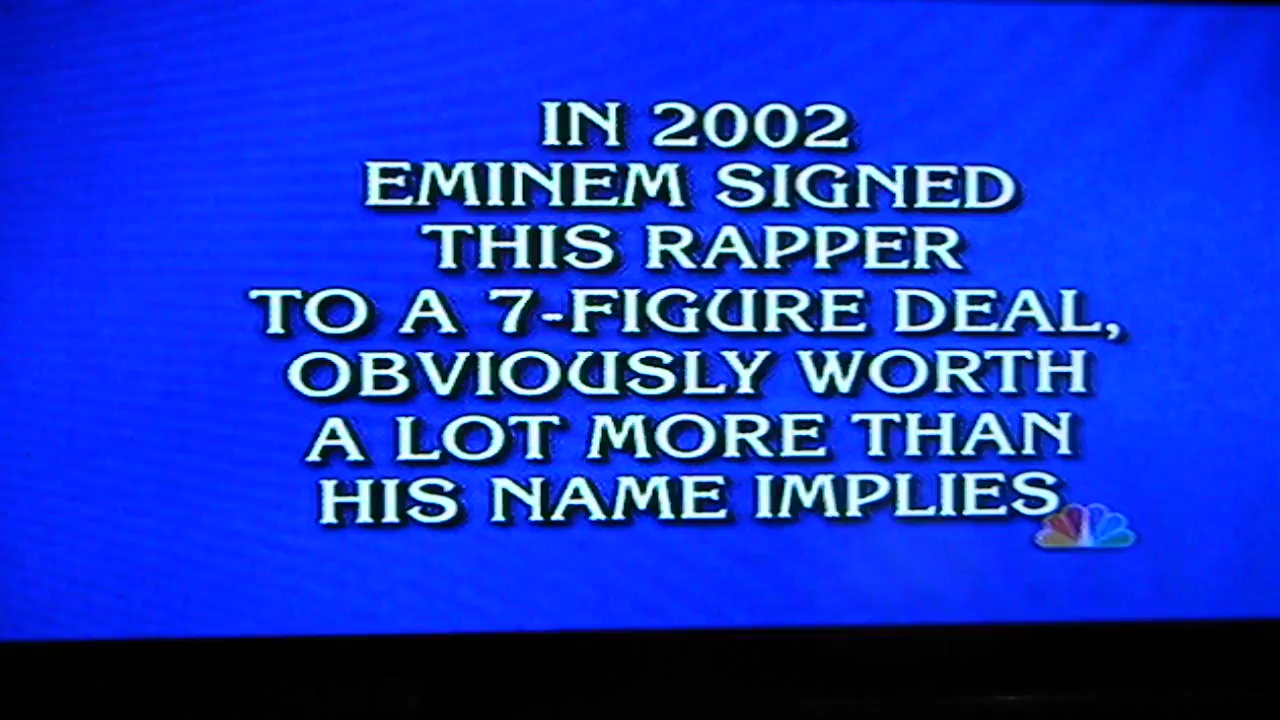 IN 2002
EMINEM SIGNED
THIS RAPPER
TO A 7-FIGURE DEAL,
OBVIOUSLY WORTH
A LOT MORE THAN
HIS NAME IMPLIES